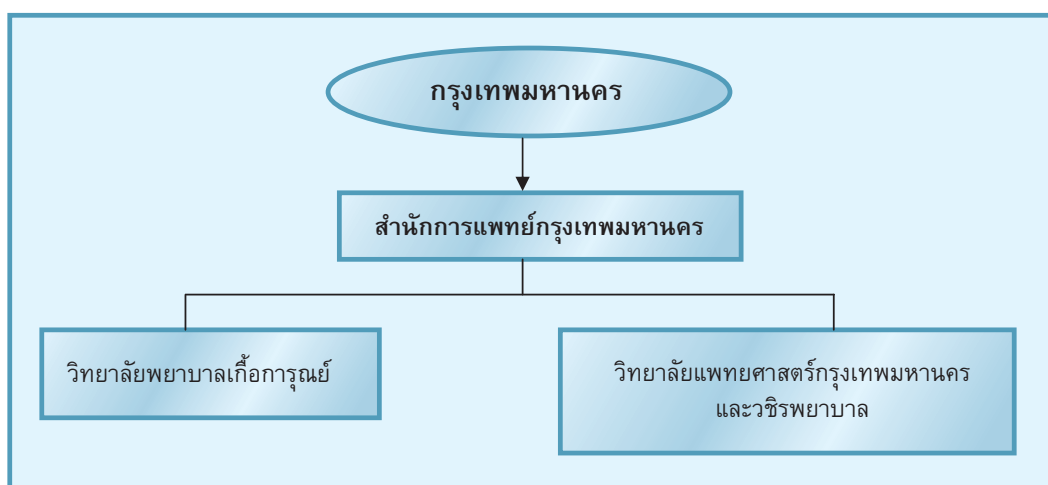 กรุงเทพมหานคร
สำนักการแพทย์กรุงเทพมหานคร
วิทยาลัยพยาบาลเกื้อการุณย์
วิทยาลัยแพทยศาสตร์กรุงเทพมหานคร
และวชิรพยาบาล